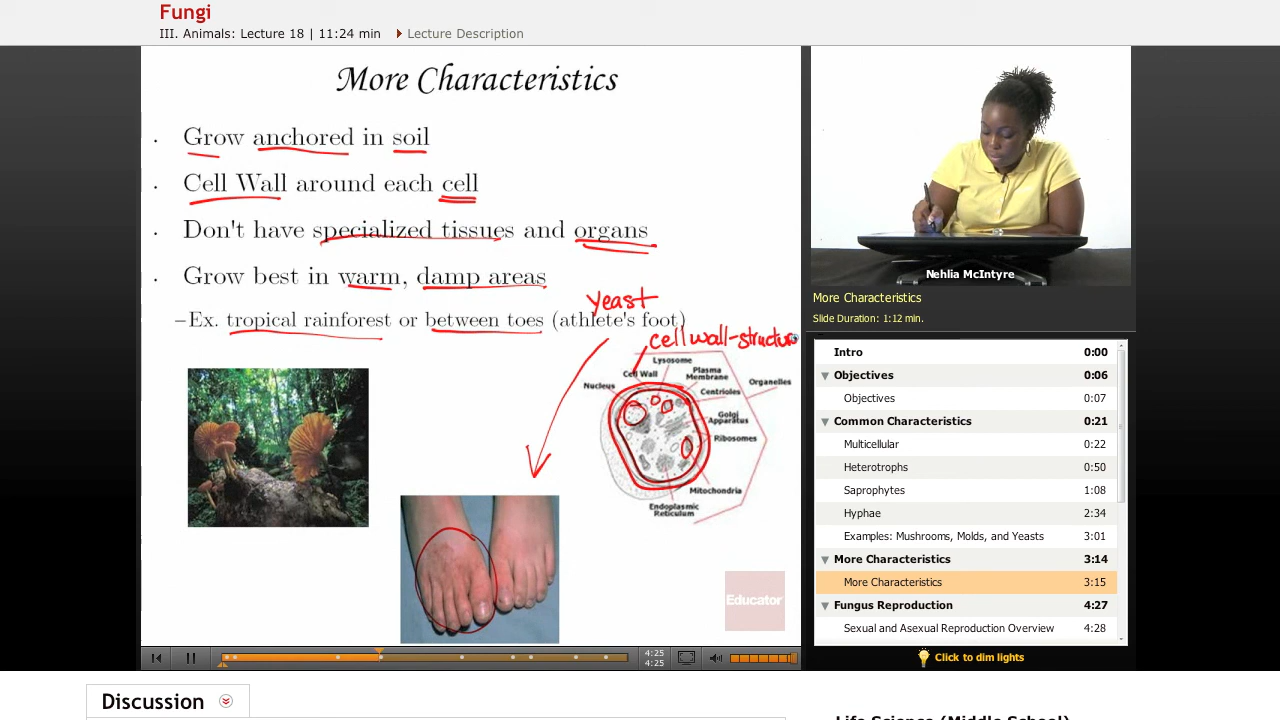 Fungi
III. Animals: Lecture 18 | 11:24 min
Lecture Description
More Characteristics
· Grow anchored in soil
· Cell Wall around each cell
· Don't have specialized tissues and organs
· Grow best in warm, damp areas
–Ex. tropical rainforest or between toes (athlete's foot)
yeast
cell wall-structure
Lysosome
Cell Wall
Plasma
Membrane
Nucleus
Organelles
Centrioles
Golgi
Apparatus
Ribosomes
Mitochondria
Endoplasmic
Reticulum
Educator
Nehlia McIntyre
More Characteristics
Slide Duration: 1:12 min.
Intro 0:00
Objectives 0:06
Objectives 0:07
Common Characteristics 0:21
Multicellular 0:22
Heterotrophs 0:50
Saprophytes 1:08
Hyphae 2:34
Examples: Mushrooms, Molds, and Yeasts 3:01
More Characteristics 3:14
More Characteristics 3:15
Fungus Reproduction 4:27
Sexual and Asexual Reproduction Overview 4:28
4:25
4:25
Click to dim lights
Discussion
Life Science (Middle School)